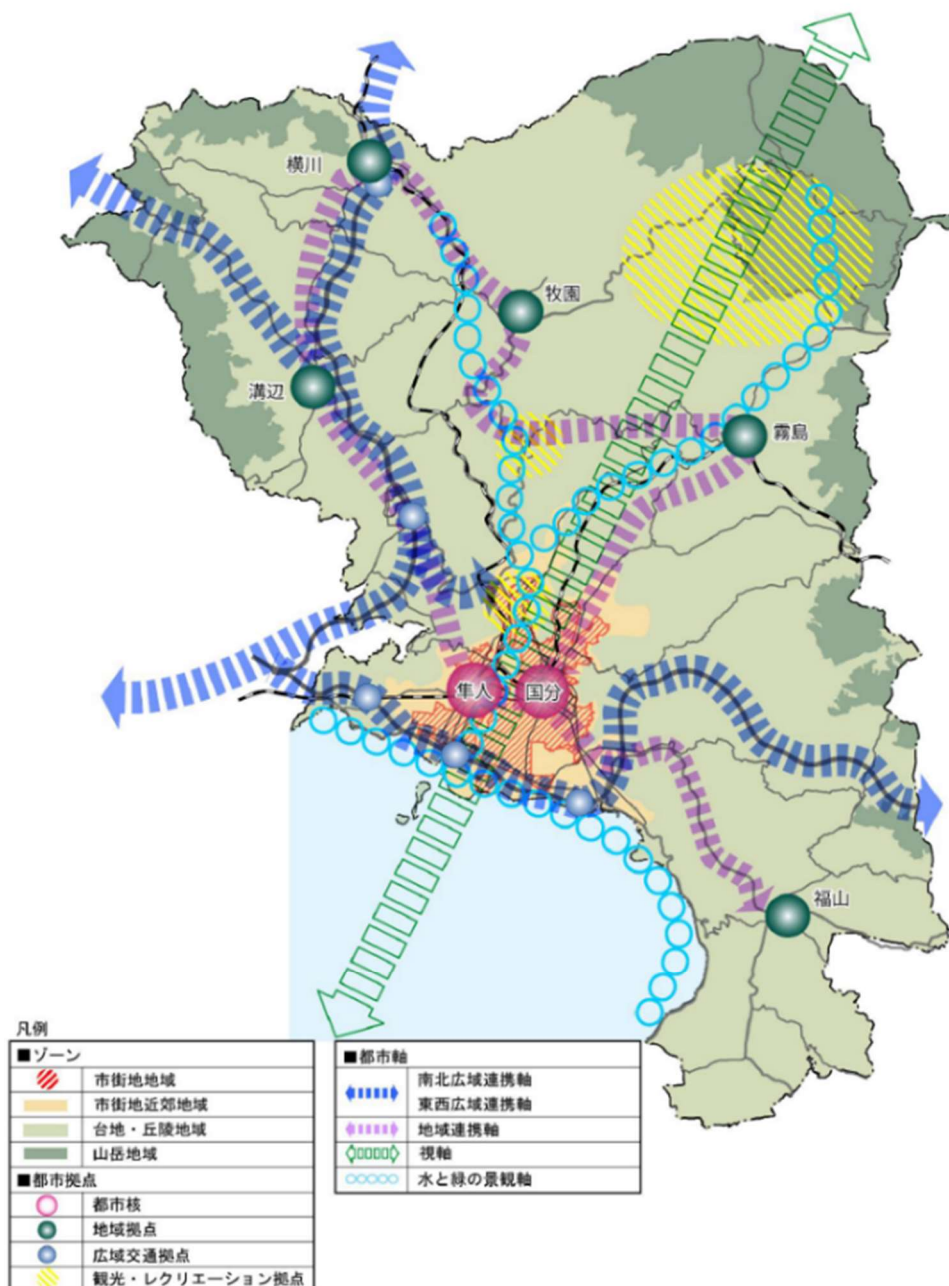 横川
牧園
溝辺
霧島
隼人
国分
福山
凡例
■ゾーン
市街地地域
市街地近郊地域
台地・丘陵地域
山岳地域
■都市拠点
都市核
地域拠点
広域交通拠点
観光・レクリエーション拠点
■都市軸
南北広域連携軸
東西広域連携軸
地域連携軸
視軸
水と緑の景観軸